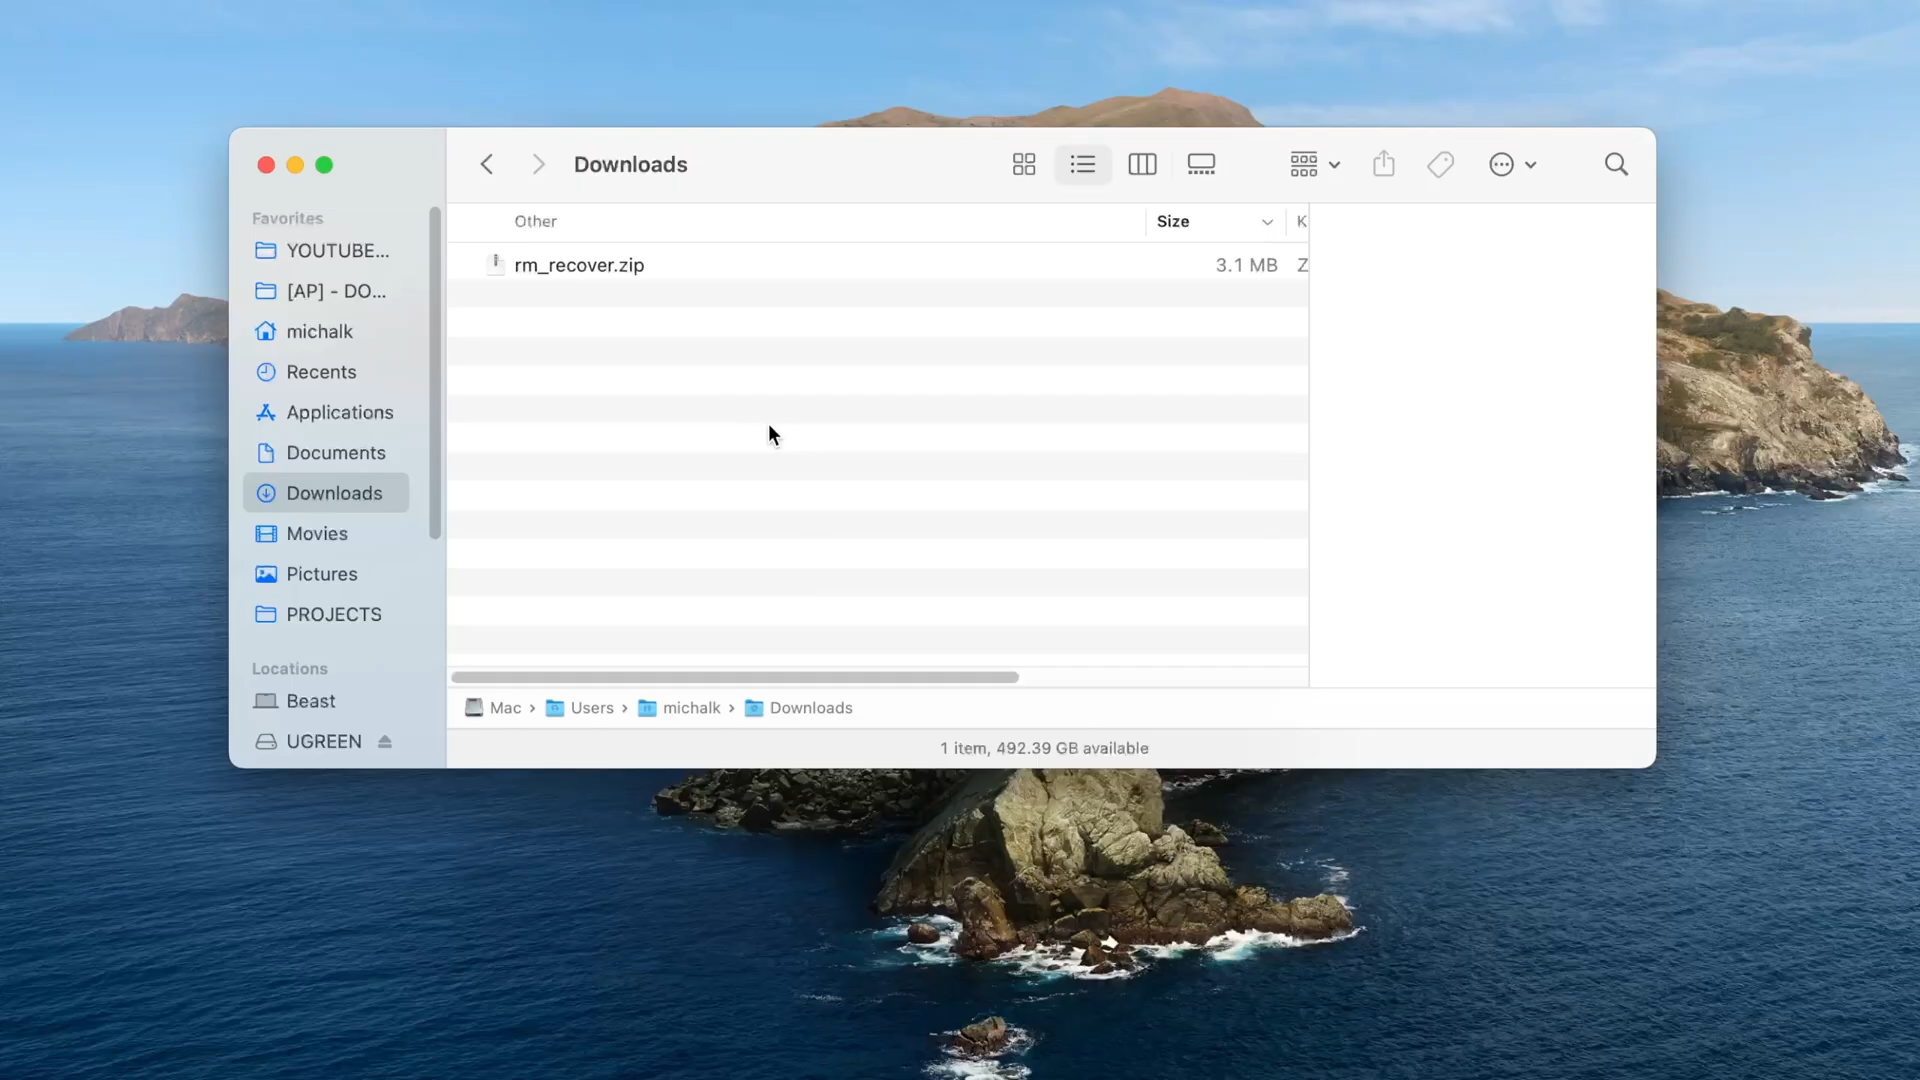 Downloads
Favorites
YOUTUBE...
[AP] - DO...
michalk
Recents
Applications
Documents
Downloads
Movies
Pictures
PROJECTS
Locations
Beast
UGREEN
Other Size K
rm_recover.zip 3.1 MB Z
Mac › Users › michalk › Downloads
1 item, 492.39 GB available